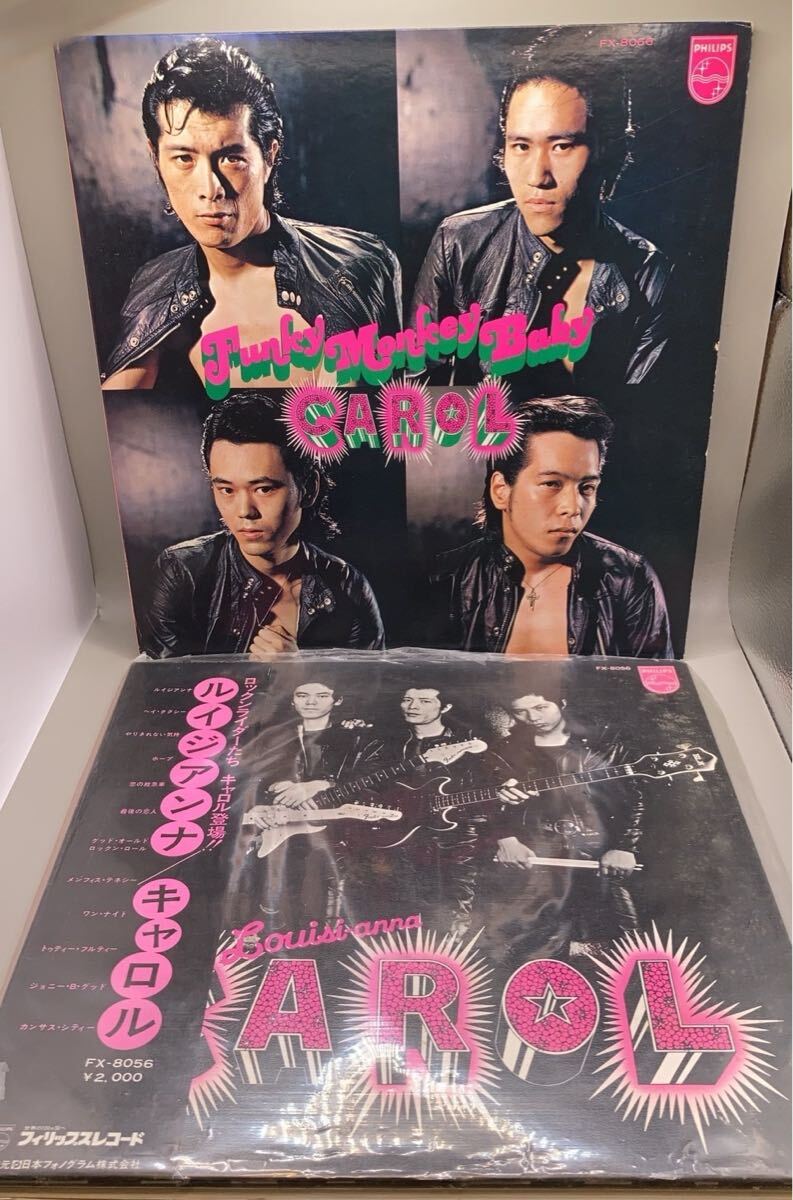 FX-8066
PHILIPS
Funky Monkey Baby
CAROL
FX-8056
ロックンライダーたち キャロル登場!!
ルイジアンナ/キャロル
ルイジアンナ
ヘイ・タクシー
やりきれない気持
ホープ
恋の救急車
最後の恋人
グッド・オールド
ロックン・ロール
メンフィス・テネシー
ワン・ナイト
トゥティー・フルティー
ジョニー・B・グッド
カンサス・シティー
Louisi-anna
AROL
FX-8056
¥2,000
フィリップスレコード
元 日本フォノグラム株式会社